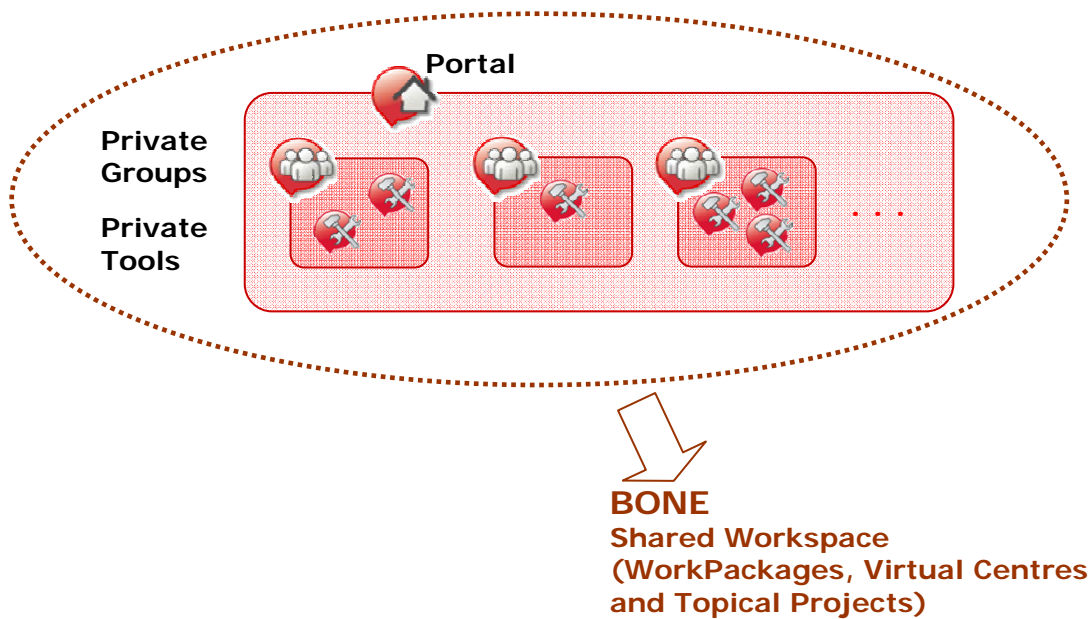 Portal
Private
Groups
Private
Tools
. . .
BONE
Shared Workspace
(WorkPackages, Virtual Centres
and Topical Projects)